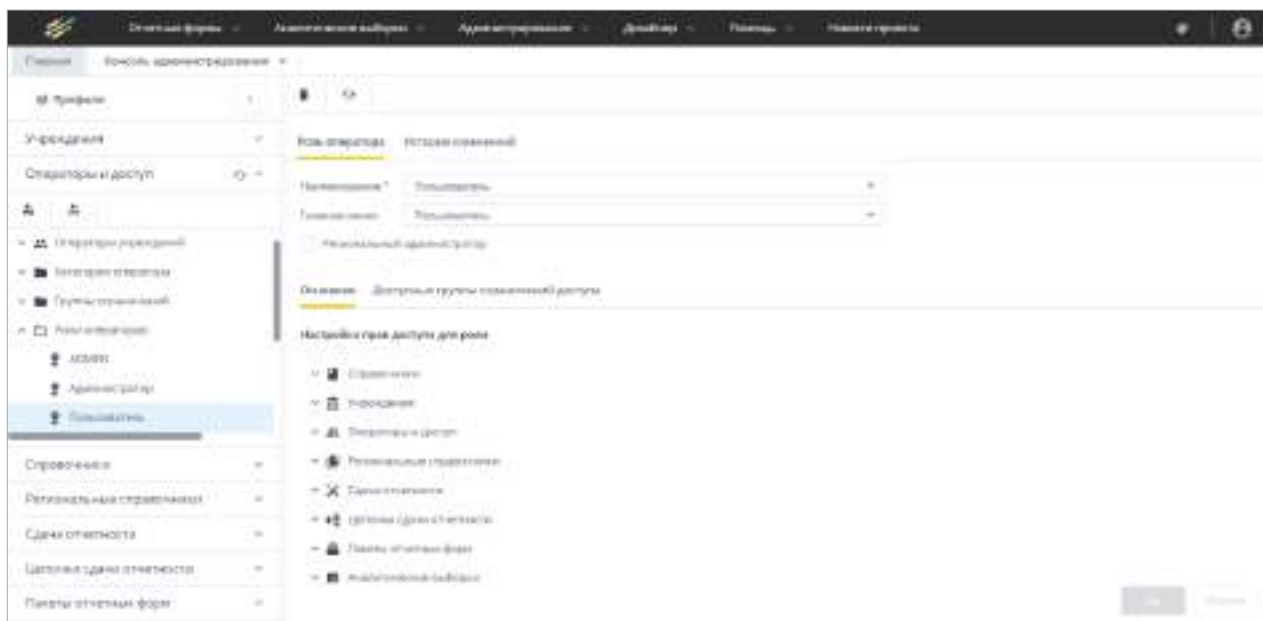 Отчетные формы
Аналитические выборки
Администрирование
Дизайнер
Помощь
Новости проекта
Главная
Консоль администрирования
Профили
Учреждения
Операторы и доступ
Операторы учреждений
Категории операторов
Группы ограничений
Роли операторов
ADMIN
Администратор
Пользователь
Справочники
Региональные справочники
Сдача отчетности
Цепочки сдачи отчетности
Пакеты отчетных форм
Роль оператора
История изменений
Наименование * Пользователь
Главное меню Пользователь
Региональный администратор
Основное
Доступные группы ограничений доступа
Настройка прав доступа для роли
Справочники
Учреждения
Операторы и доступ
Региональные справочники
Сдача отчетности
Цепочки сдачи отчетности
Пакеты отчетных форм
Аналитические выборки